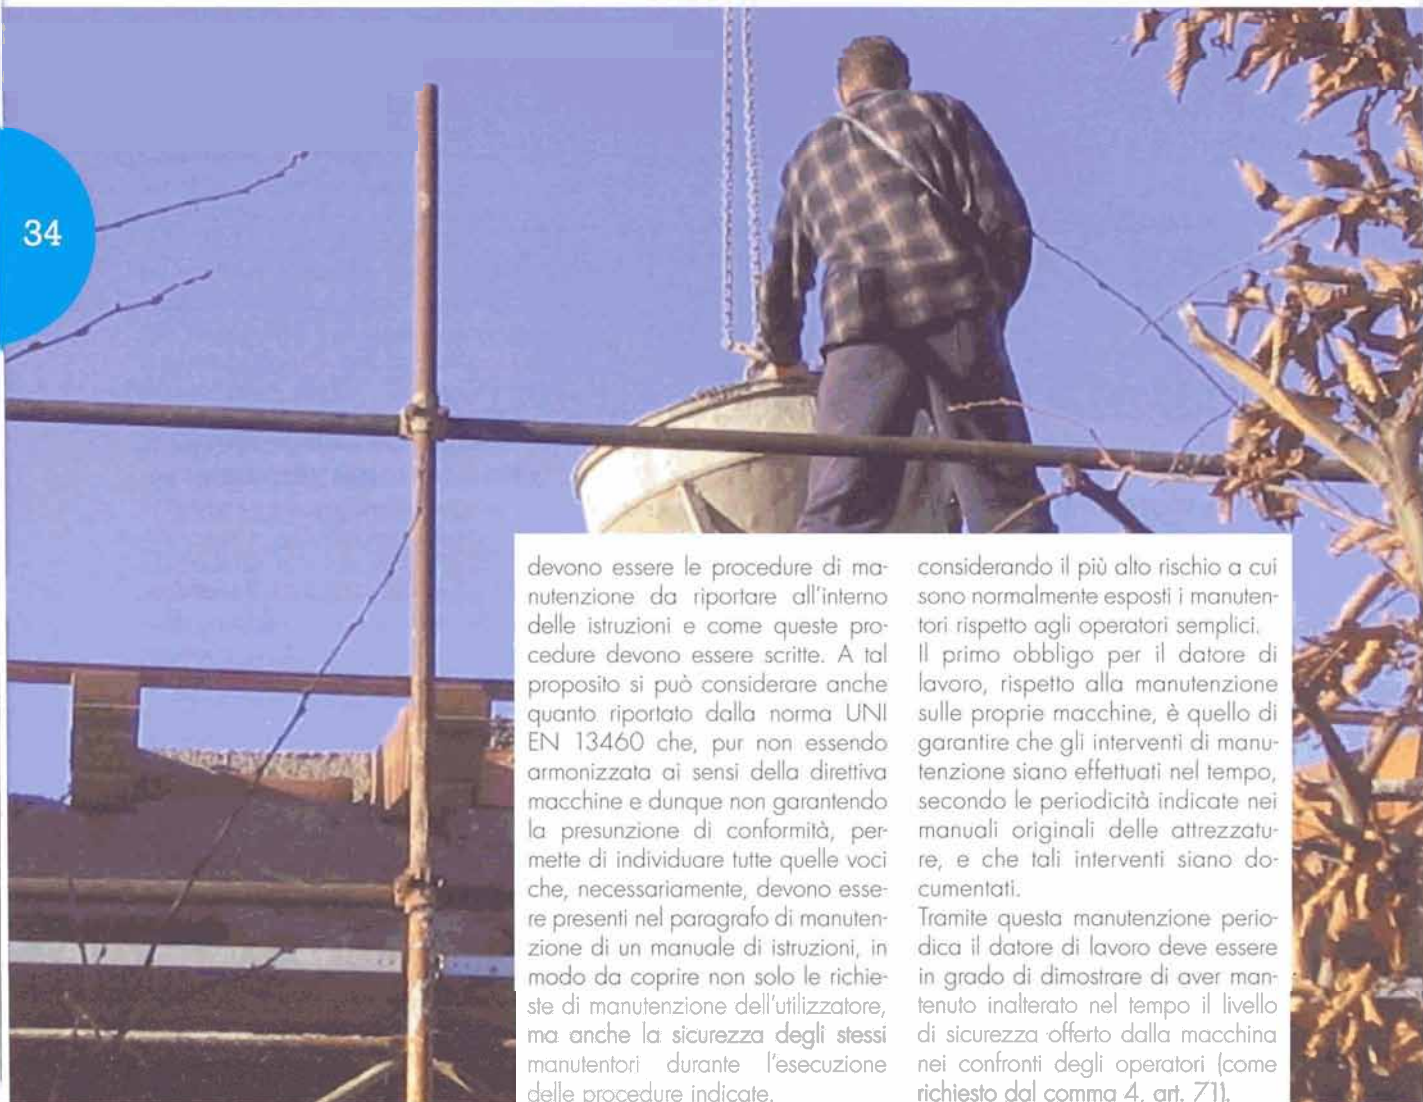 34
devono essere le procedure di ma-
nutenzione da riportare all'interno
delle istruzioni e come queste pro-
cedure devono essere scritte. A tal
proposito si può considerare anche
quanto riportato dalla norma UNI
EN 13460 che, pur non essendo
armonizzata ai sensi della direttiva
macchine e dunque non garantendo
la presunzione di conformità, per-
mette di individuare tutte quelle voci
che, necessariamente, devono esse-
re presenti nel paragrafo di manuten-
zione di un manuale di istruzioni, in
modo da coprire non solo le richie-
ste di manutenzione dell'utilizzatore,
ma anche la sicurezza degli stessi
manutentori durante l'esecuzione
delle procedure indicate.
considerando il più alto rischio a cui
sono normalmente esposti i manuten-
tori rispetto agli operatori semplici.
Il primo obbligo per il datore di
lavoro, rispetto alla manutenzione
sulle proprie macchine, è quello di
garantire che gli interventi di manu-
tenzione siano effettuati nel tempo,
secondo le periodicità indicate nei
manuali originali delle attrezzatu-
re, e che tali interventi siano do-
cumentati.
Tramite questa manutenzione perio-
dica il datore di lavoro deve essere
in grado di dimostrare di aver man-
tenuto inalterato nel tempo il livello
di sicurezza offerto dalla macchina
nei confronti degli operatori (come
richiesto dal comma 4, art. 71).